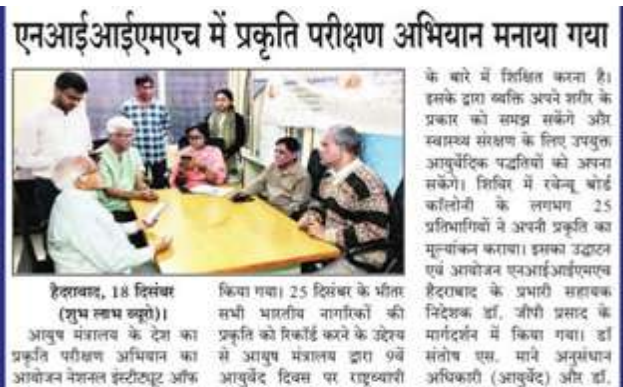 एनआईआईएमएच में प्रकृति परीक्षण अभियान मनाया गया
हैदराबाद, 18 दिसंबर
(शुभ लाभ ब्यूरो)।
आयुष मंत्रालय के देश का
प्रकृति परीक्षण अभियान का
आयोजन नेशनल इंस्टीट्यूट ऑफ
किया गया। 25 दिसंबर के भीतर
सभी भारतीय नागरिकों की
प्रकृति को रिकॉर्ड करने के उद्देश्य
से आयुष मंत्रालय द्वारा 9वें
आयुर्वेद दिवस पर राष्ट्रव्यापी
के बारे में शिक्षित करना है।
इसके द्वारा व्यक्ति अपने शरीर के
प्रकार को समझ सकेंगे और
स्वास्थ्य संरक्षण के लिए उपयुक्त
आयुर्वेदिक पद्धतियों को अपना
सकेंगे। शिविर में रवेन्यू बोर्ड
कॉलोनी के लगभग 25
प्रतिभागियों ने अपनी प्रकृति का
मूल्यांकन कराया। इसका उद्घाटन
एवं आयोजन एनआईआईएमएच
हैदराबाद के प्रभारी सहायक
निदेशक डॉ. जीपी प्रसाद के
मार्गदर्शन में किया गया। डॉ
संतोष एस. माने अनुसंधान
अधिकारी (आयुर्वेद) और डॉ.